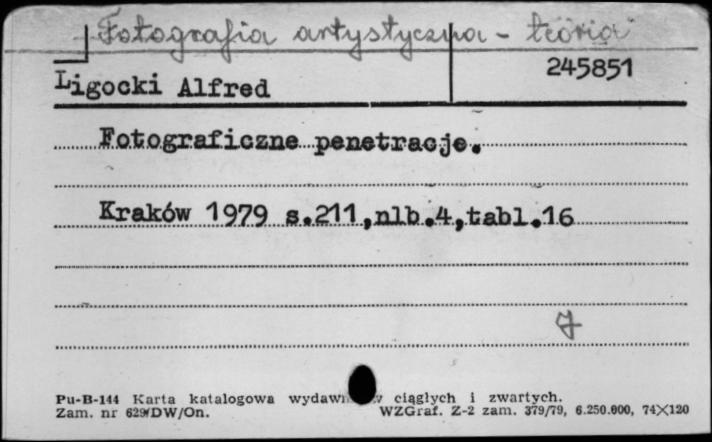 Fotografia artystyczna - teoria
245851
Ligocki Alfred
Fotograficzne penetracje.
Kraków 1979 s.211,nlb.4,tabl.16
Pu-B-144 Karta katalogowa ciągłych i zwartych.
Zam. nr 629/DW/On. WZGraf. Z-2 zam. 379/79, 6.250.000, 74X120